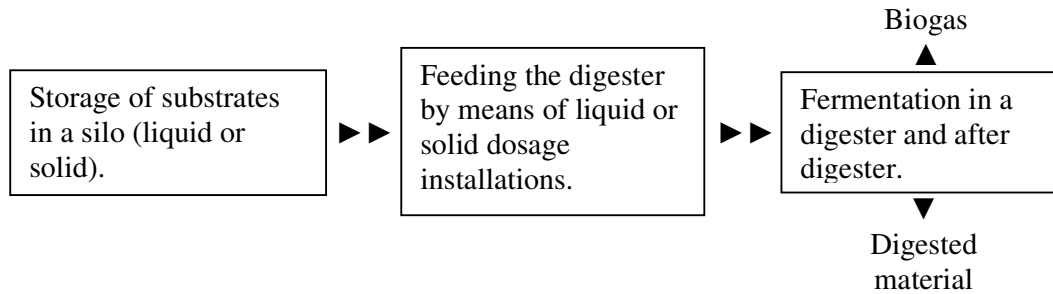 Biogas
Storage of substrates
in a silo (liquid or
solid).
Feeding the digester
by means of liquid or
solid dosage
installations.
Fermentation in a
digester and after
digester.
Digested
material